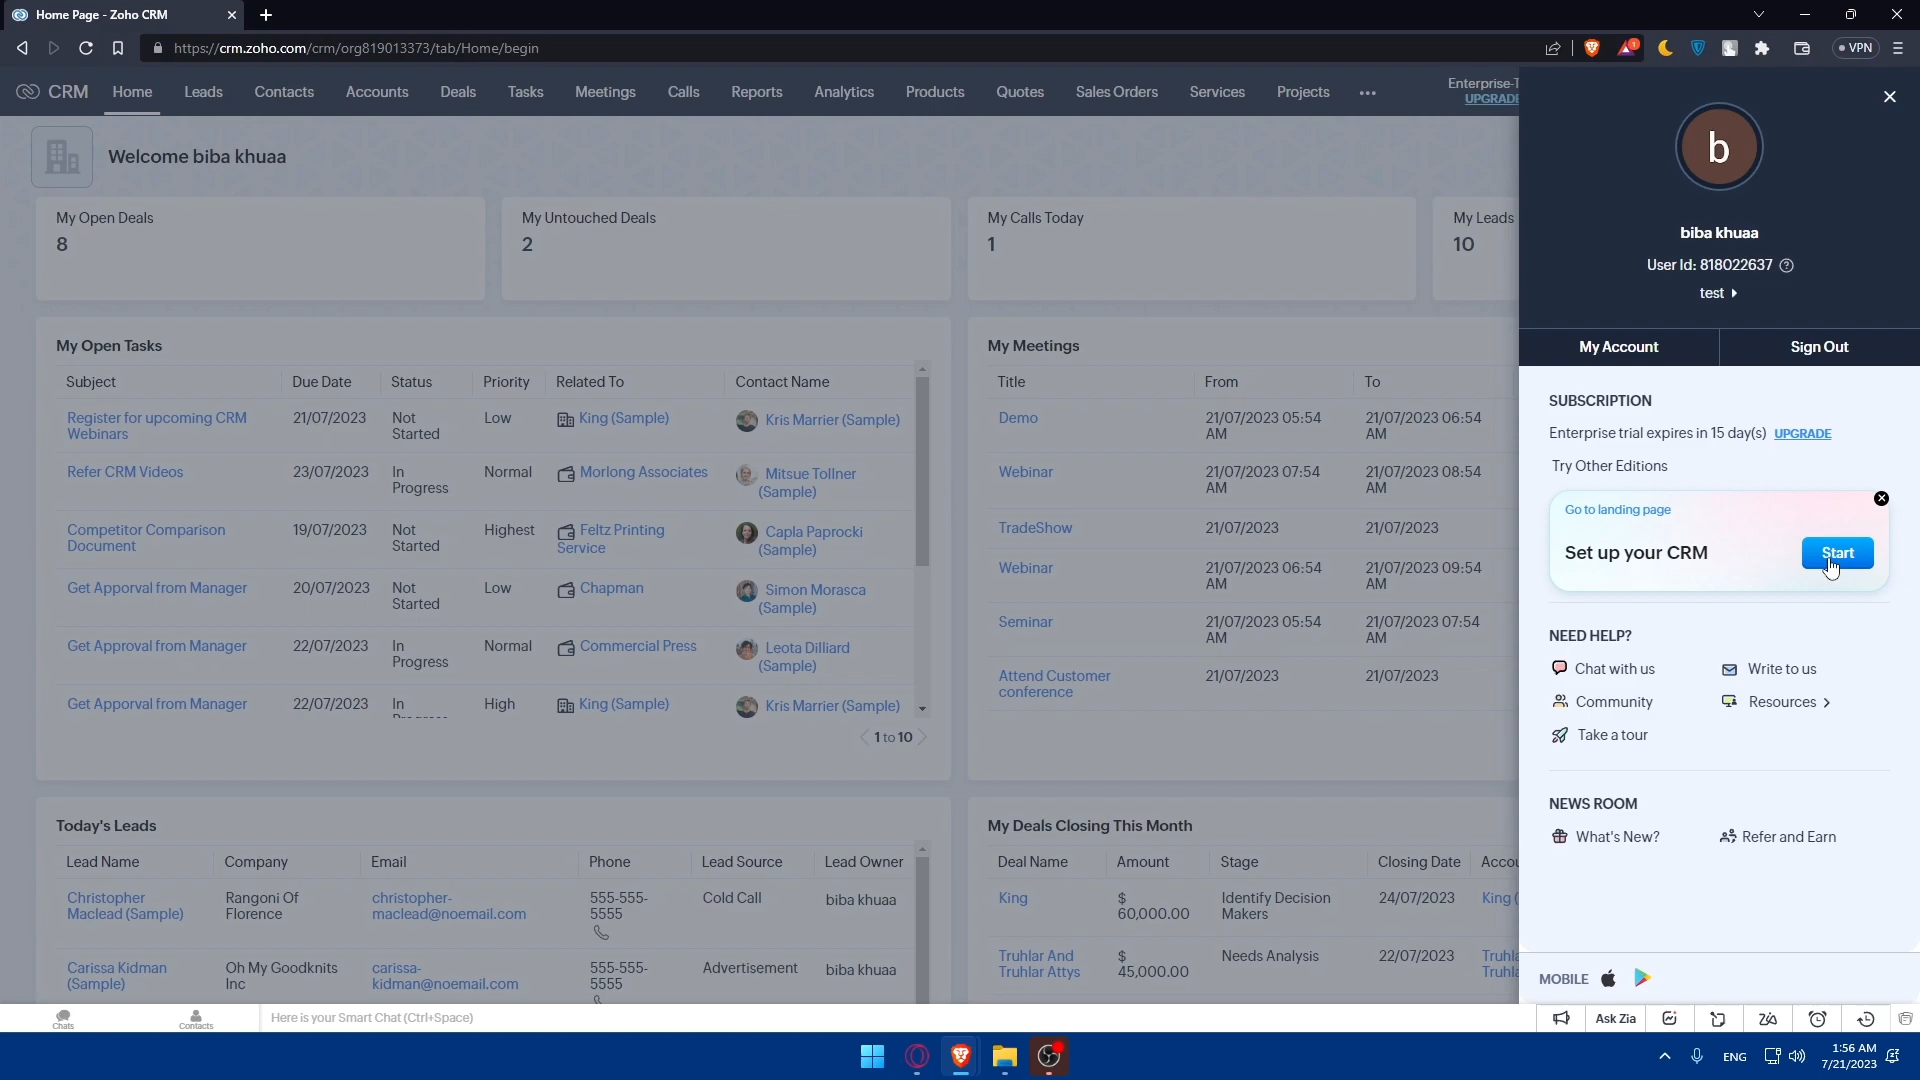 Home Page - Zoho CRM
https://crm.zoho.com/crm/org819013373/tab/Home/begin
1
VPN
CRM
Home
Leads
Contacts
Accounts
Deals
Tasks
Meetings
Calls
Reports
Analytics
Products
Quotes
Sales Orders
Services
Projects
Enterprise-T
UPGRADE
Welcome biba khuaa
My Open Deals
8
My Untouched Deals
2
My Calls Today
1
My Leads
10
My Open Tasks
Subject Due Date Status Priority Related To Contact Name
Register for upcoming CRM Webinars 21/07/2023 Not Started Low King (Sample) Kris Marrier (Sample)
Refer CRM Videos 23/07/2023 In Progress Normal Morlong Associates Mitsue Tollner (Sample)
Competitor Comparison Document 19/07/2023 Not Started Highest Feltz Printing Service Capla Paprocki (Sample)
Get Apporval from Manager 20/07/2023 Not Started Low Chapman Simon Morasca (Sample)
Get Approval from Manager 22/07/2023 In Progress Normal Commercial Press Leota Dilliard (Sample)
Get Apporval from Manager 22/07/2023 In High King (Sample) Kris Marrier (Sample)
1 to 10
My Meetings
Title From To
Demo 21/07/2023 05:54 AM 21/07/2023 06:54 AM
Webinar 21/07/2023 07:54 AM 21/07/2023 08:54 AM
TradeShow 21/07/2023 21/07/2023
Webinar 21/07/2023 06:54 AM 21/07/2023 09:54 AM
Seminar 21/07/2023 05:54 AM 21/07/2023 07:54 AM
Attend Customer conference 21/07/2023 21/07/2023
Today's Leads
Lead Name Company Email Phone Lead Source Lead Owner
Christopher Maclead (Sample) Rangoni Of Florence christopher-maclead@noemail.com 555-555-5555 Cold Call biba khuaa
Carissa Kidman (Sample) Oh My Goodknits Inc carissa-kidman@noemail.com 555-555-5555 Advertisement biba khuaa
My Deals Closing This Month
Deal Name Amount Stage Closing Date Accou
King $ 60,000.00 Identify Decision Makers 24/07/2023 King (
Truhlar And Truhlar Attys $ 45,000.00 Needs Analysis 22/07/2023 Truhla Truhla
b
biba khuaa
User Id: 818022637
test
My Account
Sign Out
SUBSCRIPTION
Enterprise trial expires in 15 day(s) UPGRADE
Try Other Editions
Go to landing page
Set up your CRM
Start
NEED HELP?
Chat with us
Write to us
Community
Resources
Take a tour
NEWS ROOM
What's New?
Refer and Earn
MOBILE
Chats
Contacts
Here is your Smart Chat (Ctrl+Space)
Ask Zia
ENG
1:56 AM
7/21/2023